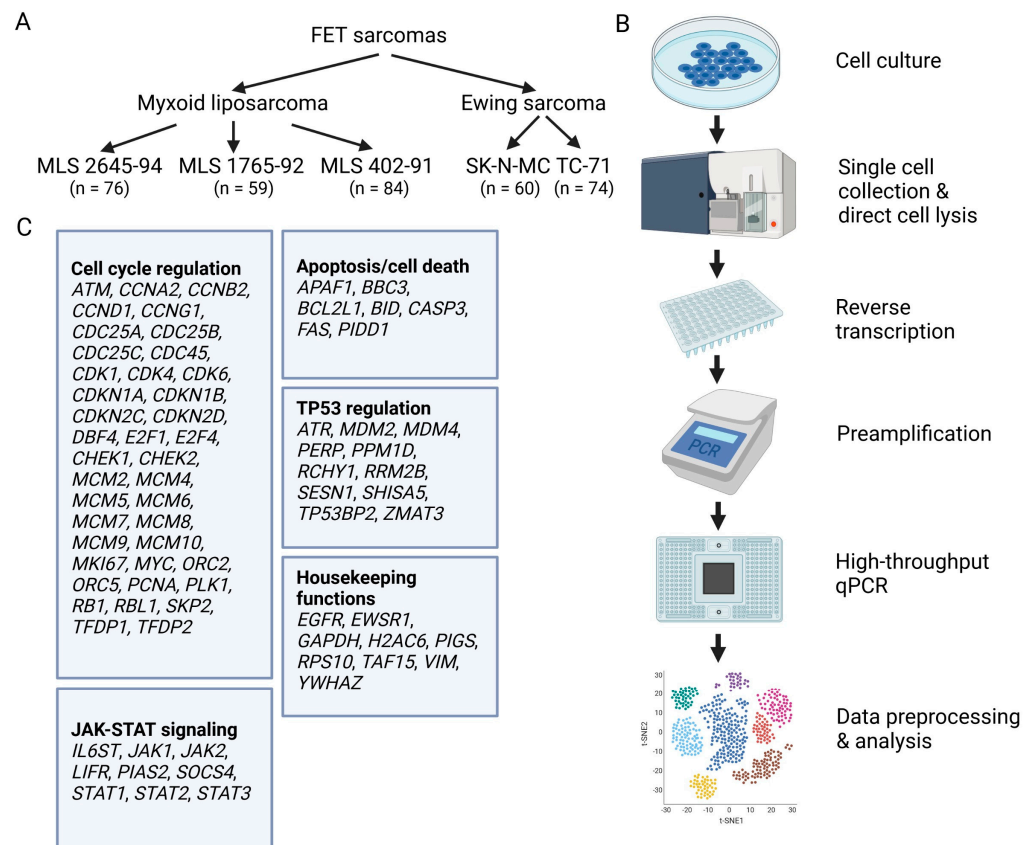 A
FET sarcomas
Myxoid liposarcoma
Ewing sarcoma
MLS 2645-94
(n = 76)
MLS 1765-92
(n = 59)
MLS 402-91
(n = 84)
SK-N-MC
(n = 60)
TC-71
(n = 74)
B
Cell culture
Single cell
collection &
direct cell lysis
Reverse
transcription
Preamplification
PCR
High-throughput
qPCR
Data preprocessing
& analysis
30
20
10
0
-10
-20
-30
t-SNE2
-30 -20 -10 0 10 20 30
t-SNE1
C
Cell cycle regulation
ATM, CCNA2, CCNB2,
CCND1, CCNG1,
CDC25A, CDC25B,
CDC25C, CDC45,
CDK1, CDK4, CDK6,
CDKN1A, CDKN1B,
CDKN2C, CDKN2D,
DBF4, E2F1, E2F4,
CHEK1, CHEK2,
MCM2, MCM4,
MCM5, MCM6,
MCM7, MCM8,
MCM9, MCM10,
MKI67, MYC, ORC2,
ORC5, PCNA, PLK1,
RB1, RBL1, SKP2,
TFDP1, TFDP2
JAK-STAT signaling
IL6ST, JAK1, JAK2,
LIFR, PIAS2, SOCS4,
STAT1, STAT2, STAT3
Apoptosis/cell death
APAF1, BBC3,
BCL2L1, BID, CASP3,
FAS, PIDD1
TP53 regulation
ATR, MDM2, MDM4,
PERP, PPM1D,
RCHY1, RRM2B,
SESN1, SHISA5,
TP53BP2, ZMAT3
Housekeeping
functions
EGFR, EWSR1,
GAPDH, H2AC6, PIGS,
RPS10, TAF15, VIM,
YWHAZ